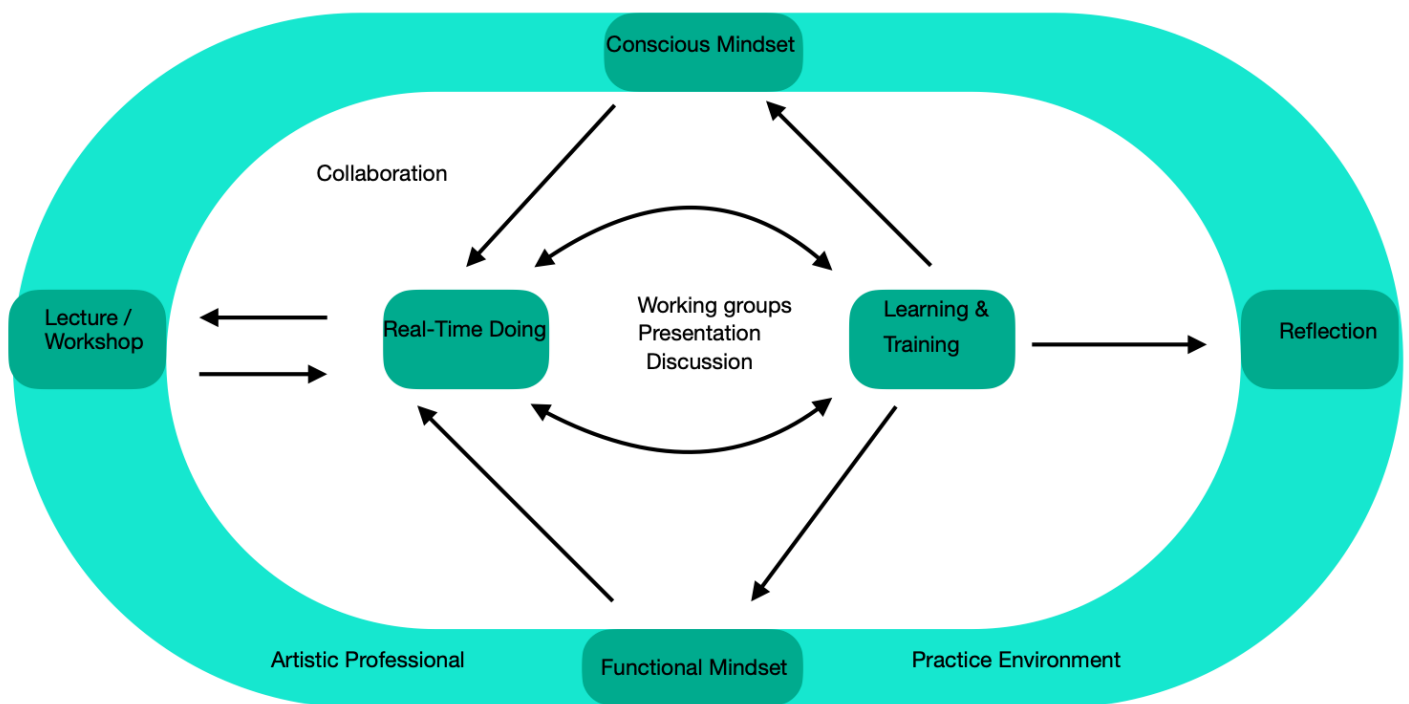 Conscious Mindset
Collaboration
Lecture /
Workshop
Real-Time Doing
Working groups
Presentation
Discussion
Learning &
Training
Reflection
Artistic Professional
Functional Mindset
Practice Environment